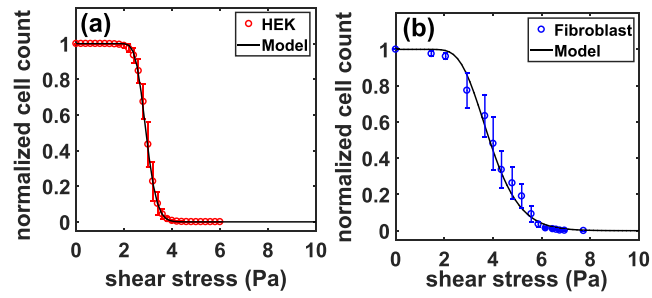 (a)
HEK
Model
normalized cell count
1
0.8
0.6
0.4
0.2
0
0 2 4 6 8 10
shear stress (Pa)
(b)
Fibroblast
Model
normalized cell count
1
0.8
0.6
0.4
0.2
0
0 2 4 6 8 10
shear stress (Pa)